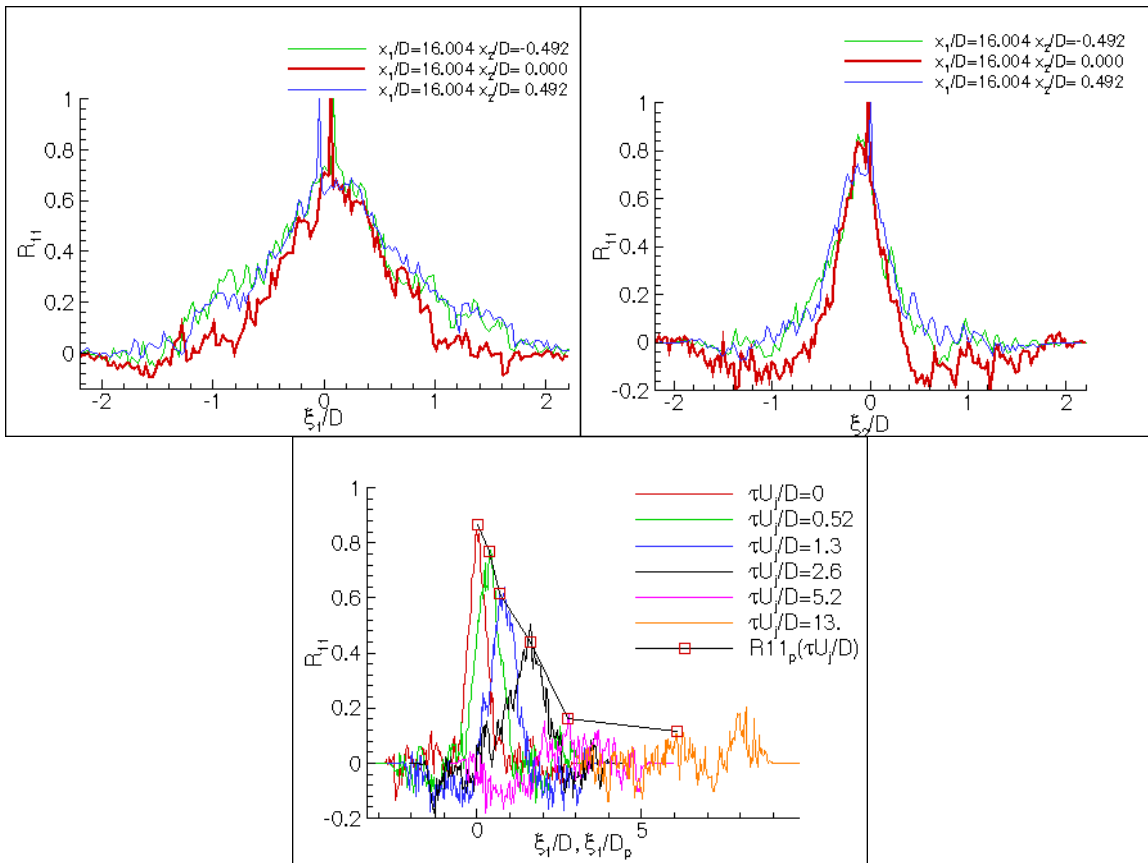 x₁/D=16.004 x₂/D=-0.492
x₁/D=16.004 x₂/D= 0.000
x₁/D=16.004 x₂/D= 0.492
1
0.8
0.6
0.4
0.2
0
R₁₁
-2
-1
0
1
2
ξ₁/D
x₁/D=16.004 x₂/D=-0.492
x₁/D=16.004 x₂/D= 0.000
x₁/D=16.004 x₂/D= 0.492
1
0.8
0.6
0.4
0.2
0
-0.2
R₁₁
-2
-1
0
1
2
ξ₂/D
1
0.8
0.6
0.4
0.2
0
-0.2
R₁₁
0
5
ξ₁/D, ξ₁/Dₚ
τUⱼ/D=0
τUⱼ/D=0.52
τUⱼ/D=1.3
τUⱼ/D=2.6
τUⱼ/D=5.2
τUⱼ/D=13.
R11ₚ(τUⱼ/D)